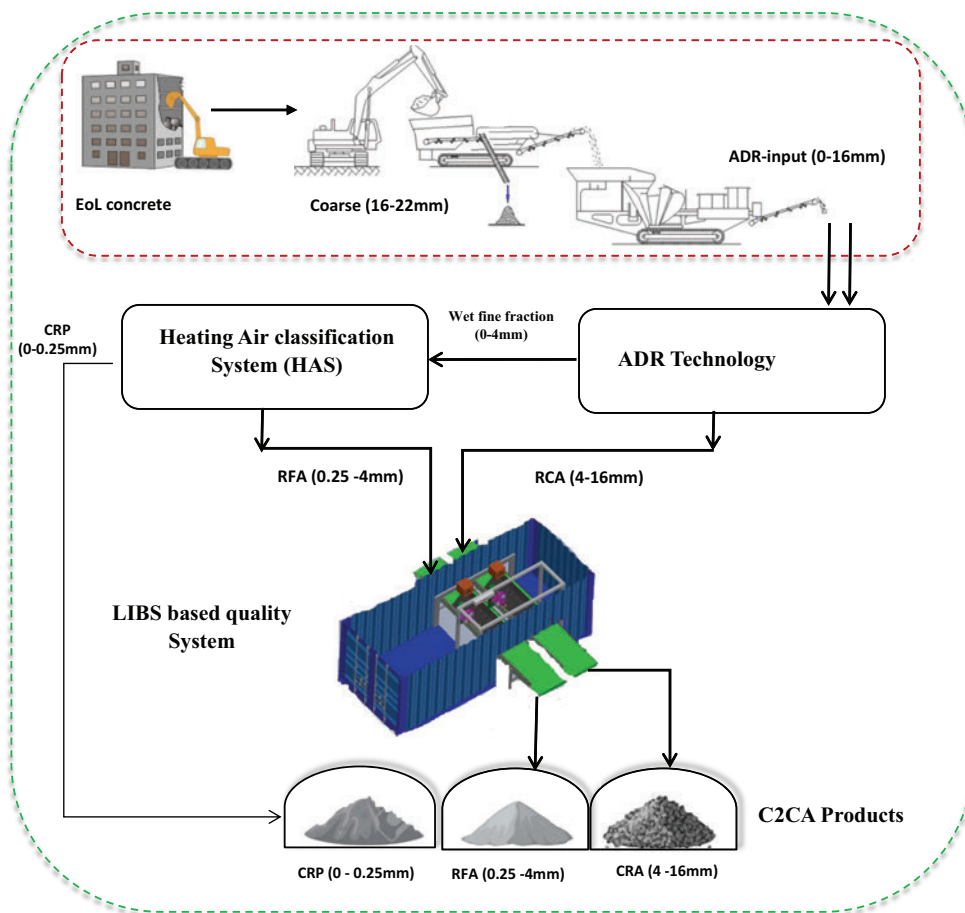 EoL concrete
Coarse (16-22mm)
ADR-input (0-16mm)
CRP
(0-0.25mm)
Heating Air classification
System (HAS)
Wet fine fraction
(0-4mm)
ADR Technology
RFA (0.25 -4mm)
RCA (4-16mm)
LIBS based quality
System
C2CA Products
CRP (0 - 0.25mm)
RFA (0.25 -4mm)
CRA (4 -16mm)